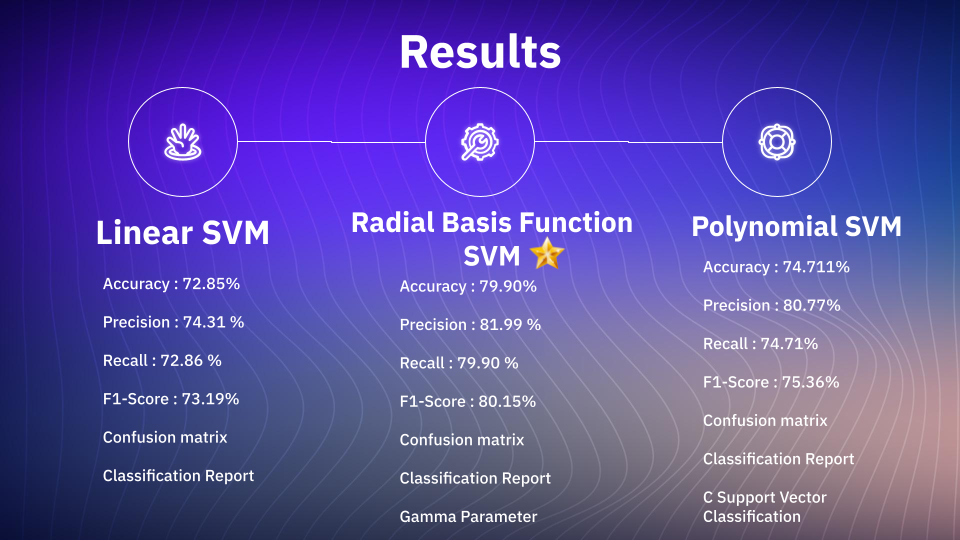 Results
Linear SVM
Accuracy : 72.85%
Precision : 74.31 %
Recall : 72.86 %
F1-Score : 73.19%
Confusion matrix
Classification Report
Radial Basis Function
SVM ⭐
Accuracy : 79.90%
Precision : 81.99 %
Recall : 79.90 %
F1-Score : 80.15%
Confusion matrix
Classification Report
Gamma Parameter
Polynomial SVM
Accuracy : 74.711%
Precision : 80.77%
Recall : 74.71%
F1-Score : 75.36%
Confusion matrix
Classification Report
C Support Vector
Classification